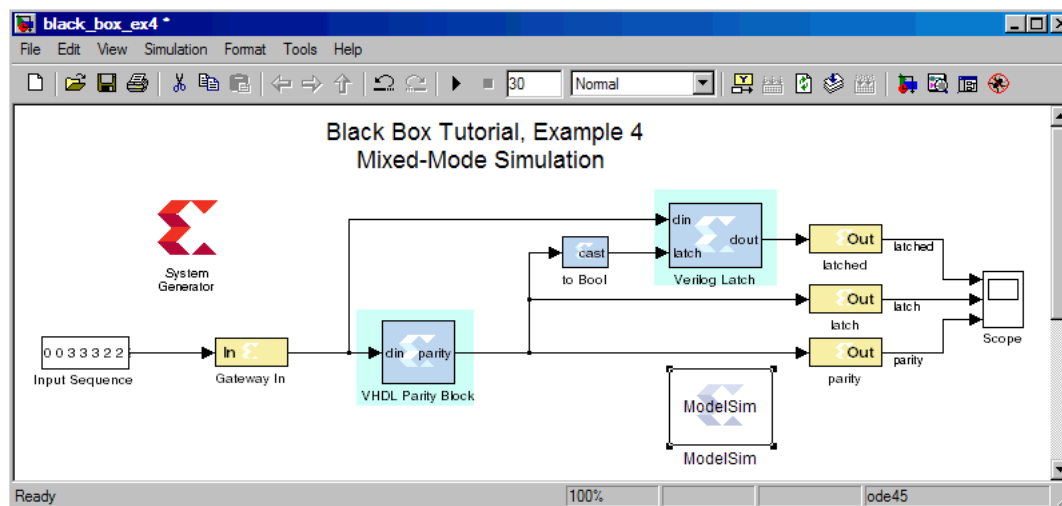 black_box_ex4 *
File Edit View Simulation Format Tools Help
30 Normal
Black Box Tutorial, Example 4
Mixed-Mode Simulation
System
Generator
din
latch
dout
Verilog Latch
cast
to Bool
Out
latched
latched
Out
latch
latch
Scope
0 0 3 3 3 2 2
Input Sequence
In
Gateway In
din parity
VHDL Parity Block
Out
parity
parity
ModelSim
ModelSim
Ready 100% ode45